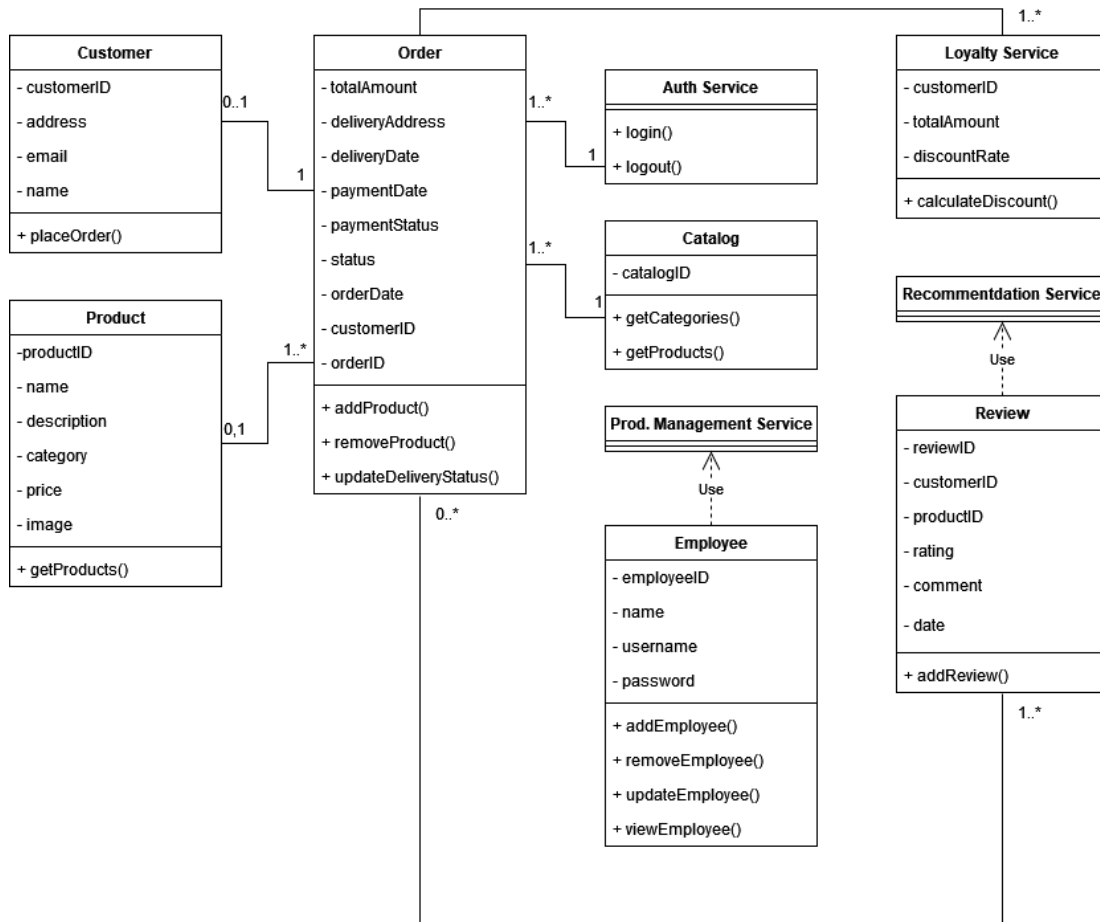 1..*
Customer
- customerID
- address
- email
- name
+ placeOrder()
0..1
1
Order
- totalAmount
- deliveryAddress
- deliveryDate
- paymentDate
- paymentStatus
- status
- orderDate
- customerID
- orderID
+ addProduct()
+ removeProduct()
+ updateDeliveryStatus()
1..*
1
Auth Service
+ login()
+ logout()
Loyalty Service
- customerID
- totalAmount
- discountRate
+ calculateDiscount()
1..*
1
Catalog
- catalogID
+ getCategories()
+ getProducts()
Product
-productID
- name
- description
- category
- price
- image
+ getProducts()
1..*
0,1
0..*
Prod. Management Service
Use
Employee
- employeeID
- name
- username
- password
+ addEmployee()
+ removeEmployee()
+ updateEmployee()
+ viewEmployee()
Recommentdation Service
Use
Review
- reviewID
- customerID
- productID
- rating
- comment
- date
+ addReview()
1..*